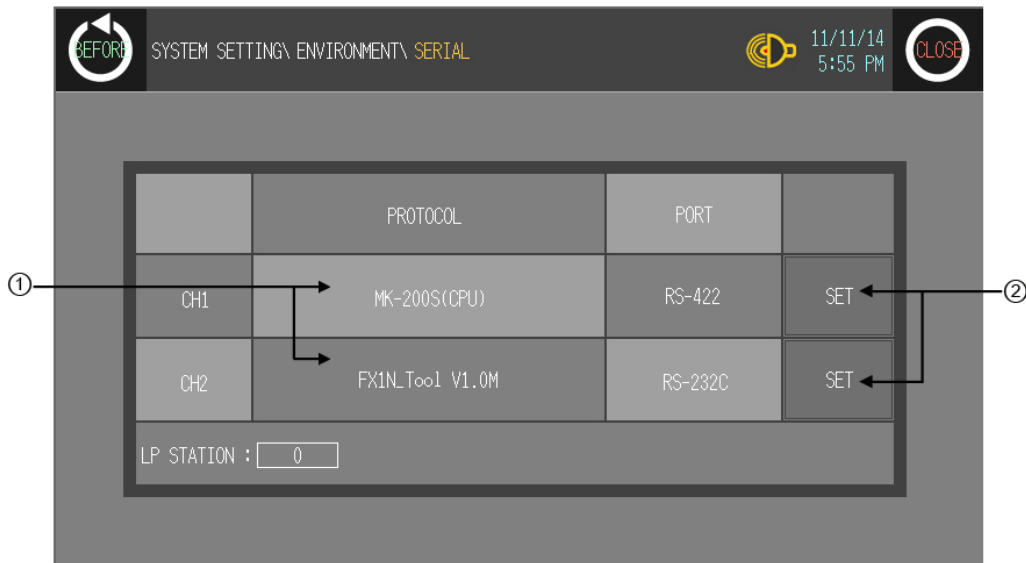 BEFORE SYSTEM SETTING\ ENVIRONMENT\ SERIAL 11/11/14 CLOSE
5:55 PM
PROTOCOL PORT
① CH1 MK-200S(CPU) RS-422 SET ②
CH2 FX1N_Tool V1.0M RS-232C SET
LP STATION : 0